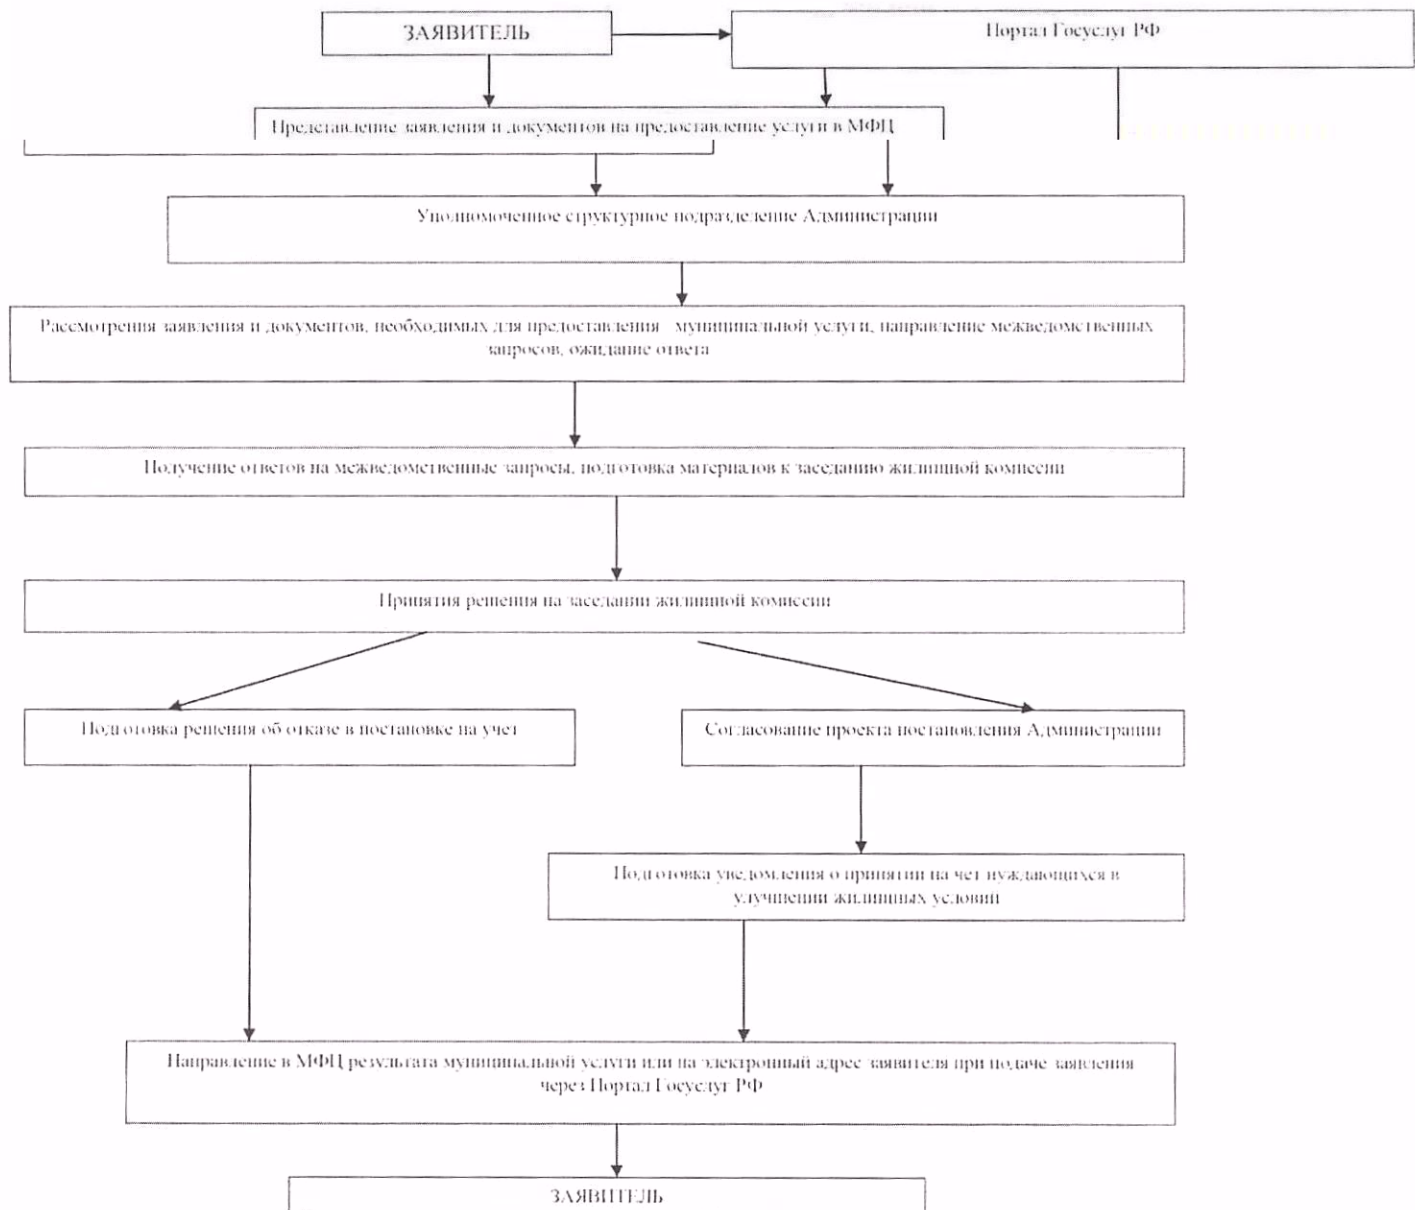 ЗАЯВИТЕЛЬ
Портал Госуслуг РФ
Представление заявления и документов на предоставление услуги в МФЦ
Уполномоченное структурное подразделение Администрации
Рассмотрения заявления и документов, необходимых для предоставления муниципальной услуги, направление межведомственных
запросов, ожидание ответа
Получение ответов на межведомственные запросы, подготовка материалов к заседанию жилищной комиссии
Принятия решения на заседании жилищной комиссии
Подготовка решения об отказе в постановке на учет
Согласование проекта постановления Администрации
Подготовка уведомления о принятии на чет нуждающихся в
улучшении жилищных условий
Направление в МФЦ результата муниципальной услуги или на электронный адрес заявителя при подаче заявления
через Портал Госуслуг РФ
ЗАЯВИТЕЛЬ